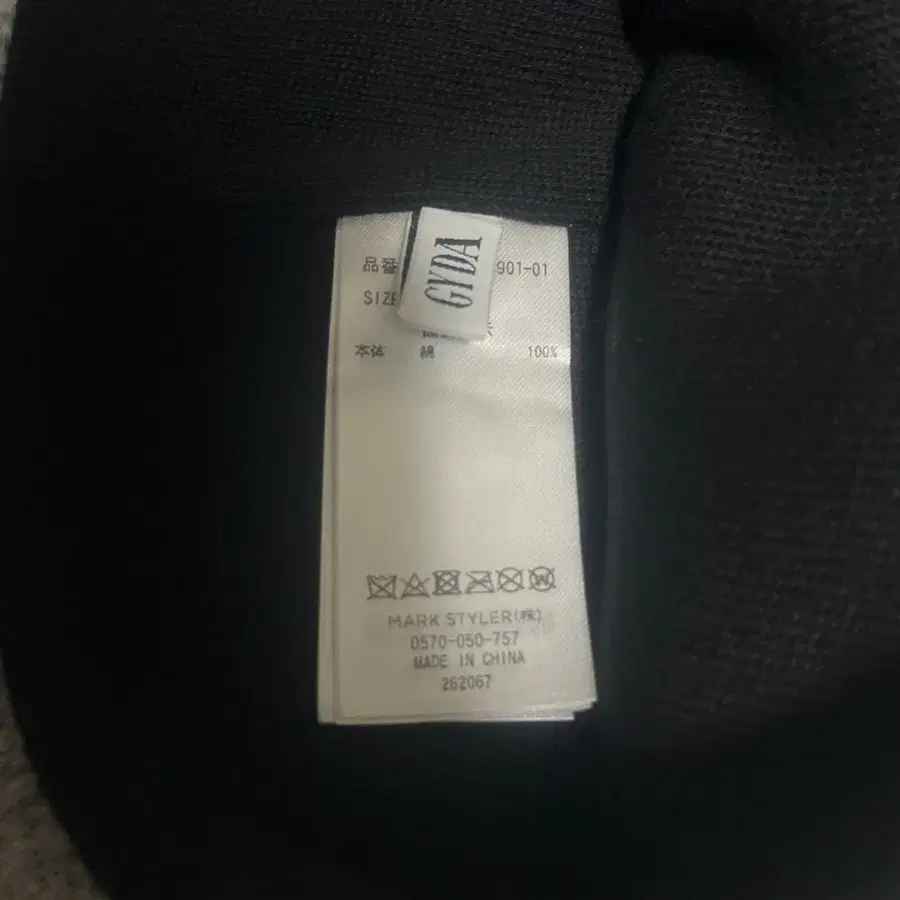 GYDA
品番 901-01
SIZE
本体 綿 100%
MARK STYLER(株)
0570-050-757
MADE IN CHINA
262067